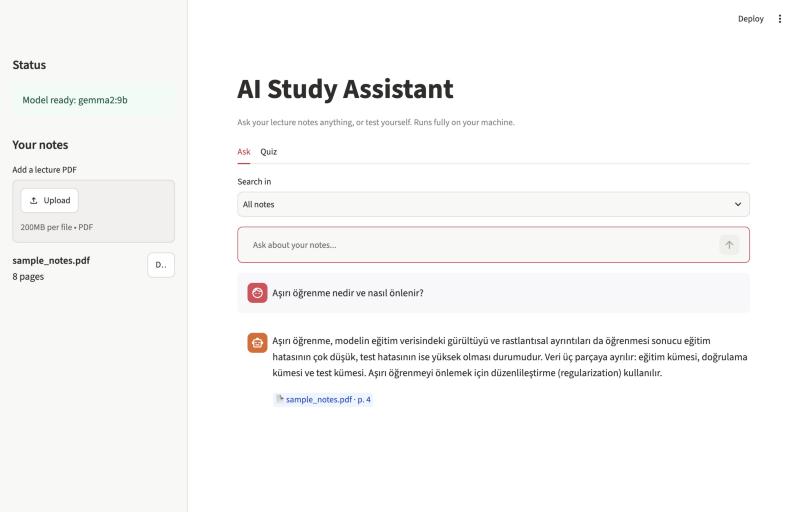 Deploy
Status
Model ready: gemma2:9b
Your notes
Add a lecture PDF
Upload
200MB per file • PDF
sample_notes.pdf
8 pages
D..
AI Study Assistant
Ask your lecture notes anything, or test yourself. Runs fully on your machine.
Ask Quiz
Search in
All notes
Ask about your notes...
Aşırı öğrenme nedir ve nasıl önlenir?
Aşırı öğrenme, modelin eğitim verisindeki gürültüyü ve rastlantısal ayrıntıları da öğrenmesi sonucu eğitim
hatasının çok düşük, test hatasının ise yüksek olması durumudur. Veri üç parçaya ayrılır: eğitim kümesi, doğrulama
kümesi ve test kümesi. Aşırı öğrenmeyi önlemek için düzenlileştirme (regularization) kullanılır.
sample_notes.pdf · p. 4